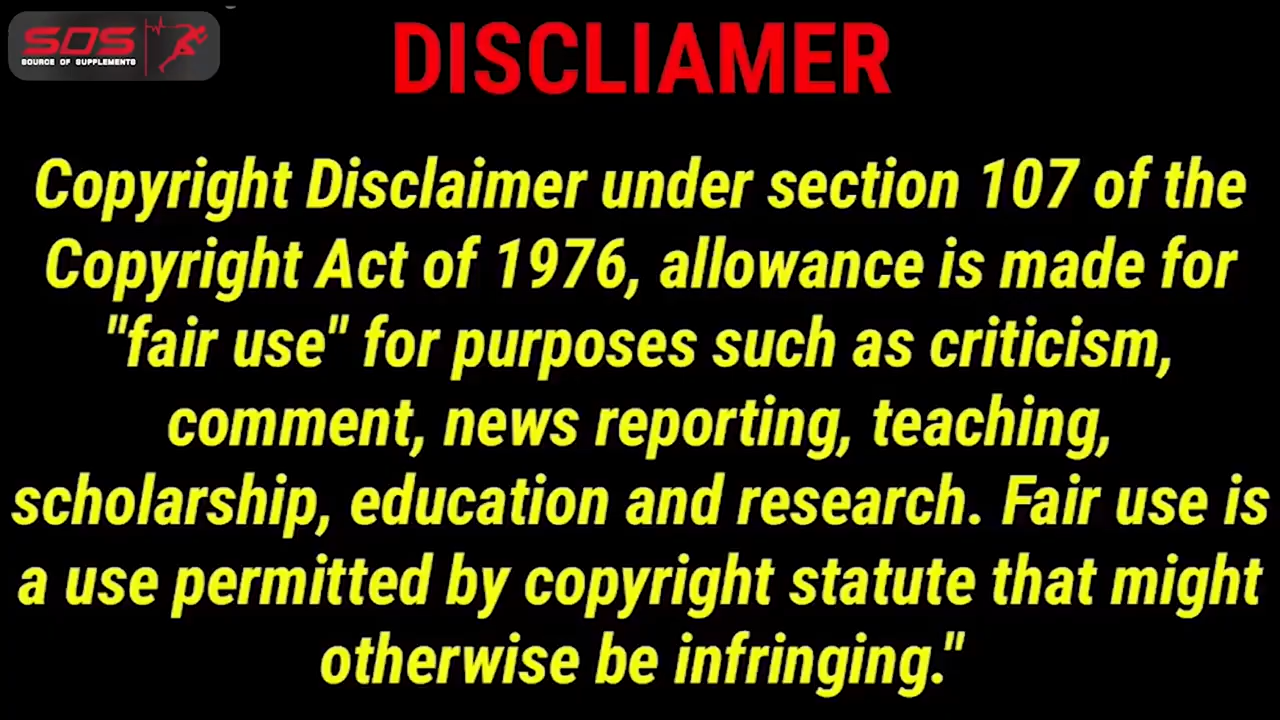 SOS
SOURCE OF SUPPLEMENTS
DISCLIAMER
Copyright Disclaimer under section 107 of the
Copyright Act of 1976, allowance is made for
"fair use" for purposes such as criticism,
comment, news reporting, teaching,
scholarship, education and research. Fair use is
a use permitted by copyright statute that might
otherwise be infringing."